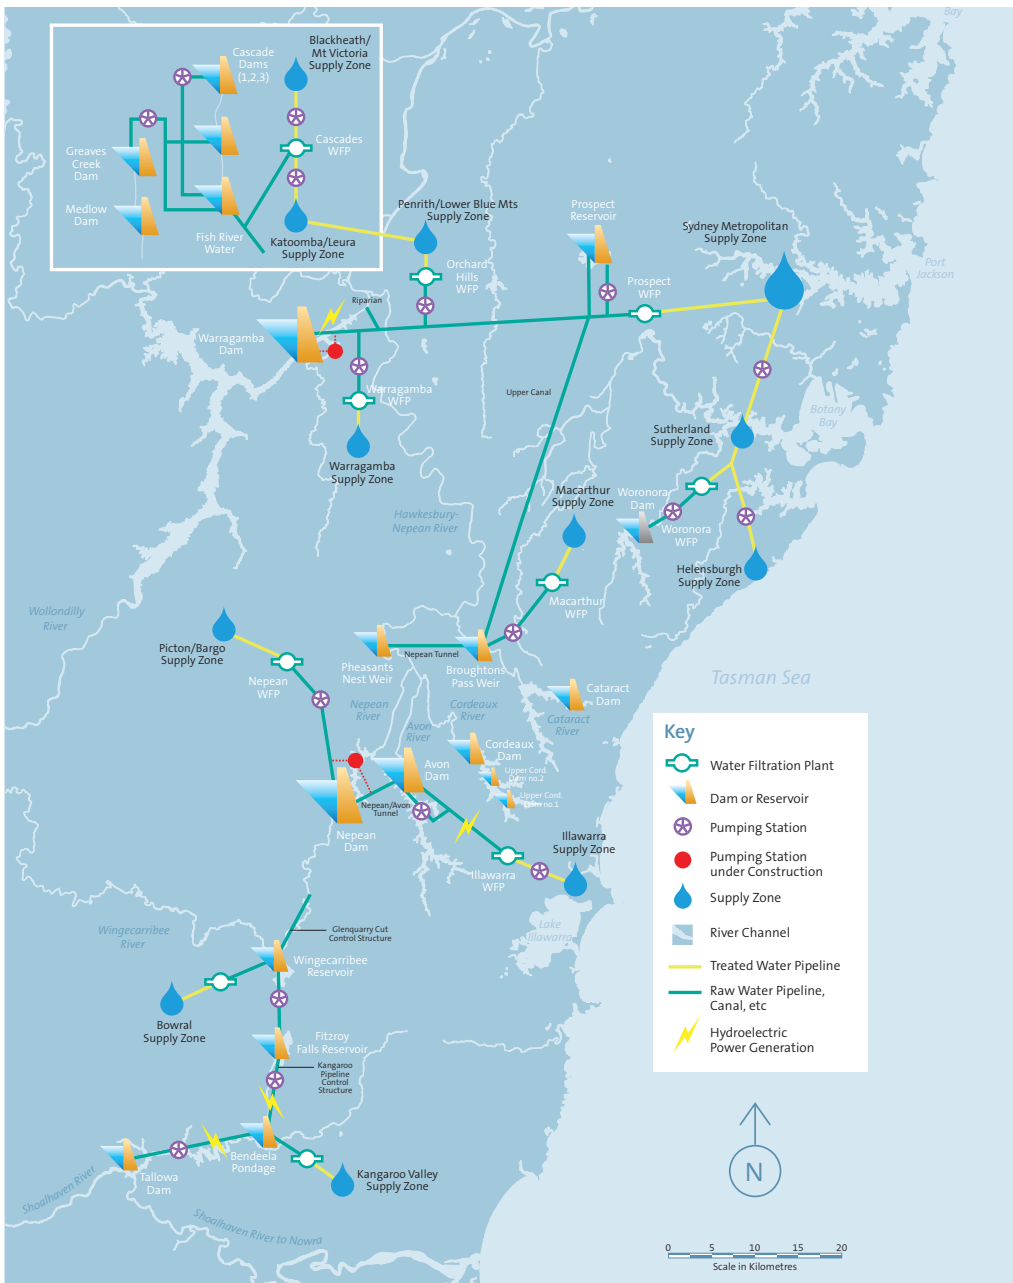 Bay
Blackheath/
Mt Victoria
Supply Zone
Cascade
Dams
(1,2,3)
Cascades
WFP
Greaves
Creek
Dam
Medlow
Dam
Fish River
Water
Katoomba/Leura
Supply Zone
Penrith/Lower Blue Mts
Supply Zone
Orchard
Hills
WFP
Prospect
Reservoir
Sydney Metropolitan
Supply Zone
Port
Jackson
Prospect
WFP
Riparian
Warragamba
Dam
Warragamba
WFP
Upper Canal
Warragamba
Supply Zone
Botany
Bay
Sutherland
Supply Zone
Macarthur
Supply Zone
Woronora
Dam
Woronora
WFP
Hawkesbury-
Nepean River
Helensburgh
Supply Zone
Macarthur
WFP
Wollondilly
River
Picton/Bargo
Supply Zone
Nepean
WFP
Pheasants
Nest Weir
Nepean Tunnel
Broughtons
Pass Weir
Tasman Sea
Cataract
Dam
Cataract
River
Nepean
River
Avon
River
Cordeaux
River
Cordeaux
Dam
Upper Cord.
Dam no.2
Upper Cord.
Dam no.1
Avon
Dam
Nepean/Avon
Tunnel
Nepean
Dam
Illawarra
Supply Zone
Illawarra
WFP
Lake
Illawarra
Glenquarry Cut
Control Structure
Wingecarribee
River
Wingecarribee
Reservoir
Bowral
Supply Zone
Fitzroy
Falls Reservoir
Kangaroo
Pipeline
Control
Structure
Bendeela
Pondage
Tallowa
Dam
Kangaroo Valley
Supply Zone
Shoalhaven River
Shoalhaven River to Nowra
Key
Water Filtration Plant
Dam or Reservoir
Pumping Station
Pumping Station
under Construction
Supply Zone
River Channel
Treated Water Pipeline
Raw Water Pipeline,
Canal, etc
Hydroelectric
Power Generation
N
0 5 10 15 20
Scale in Kilometres